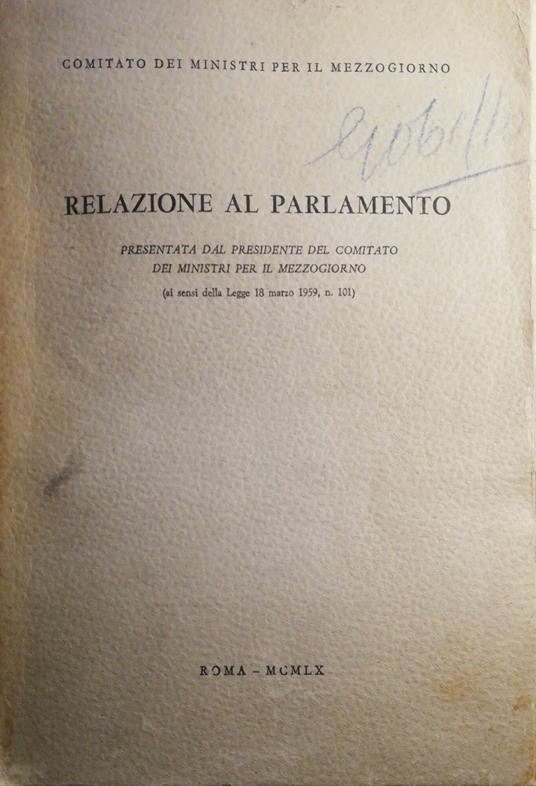 COMITATO DEI MINISTRI PER IL MEZZOGIORNO
RELAZIONE AL PARLAMENTO
PRESENTATA DAL PRESIDENTE DEL COMITATO
DEI MINISTRI PER IL MEZZOGIORNO
(ai sensi della Legge 18 marzo 1959, n. 101)
ROMA – MCMLX